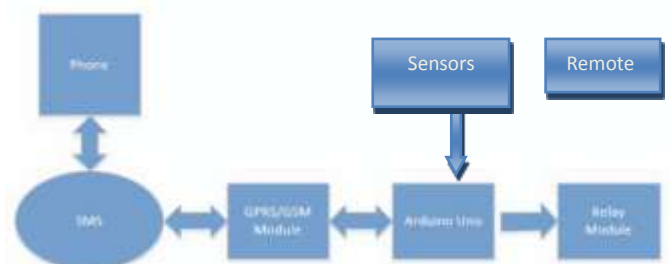 Phone
Sensors
Remote
SMS
GPRS/GSM
Module
Arduino Uno
Relay
Module